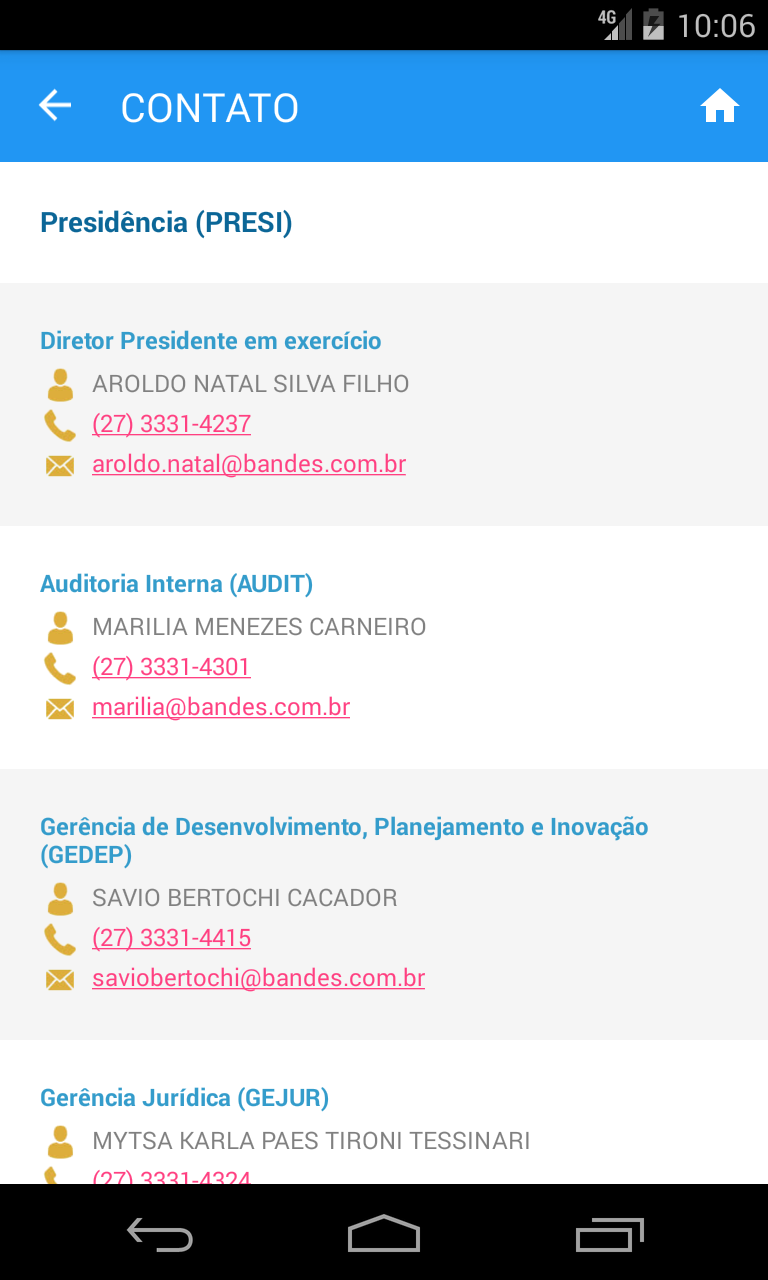 4G 10:06
CONTATO
Presidência (PRESI)
Diretor Presidente em exercício
AROLDO NATAL SILVA FILHO
(27) 3331-4237
aroldo.natal@bandes.com.br
Auditoria Interna (AUDIT)
MARILIA MENEZES CARNEIRO
(27) 3331-4301
marilia@bandes.com.br
Gerência de Desenvolvimento, Planejamento e Inovação
(GEDEP)
SAVIO BERTOCHI CACADOR
(27) 3331-4415
saviobertochi@bandes.com.br
Gerência Jurídica (GEJUR)
MYTSA KARLA PAES TIRONI TESSINARI
(27) 3331-4324